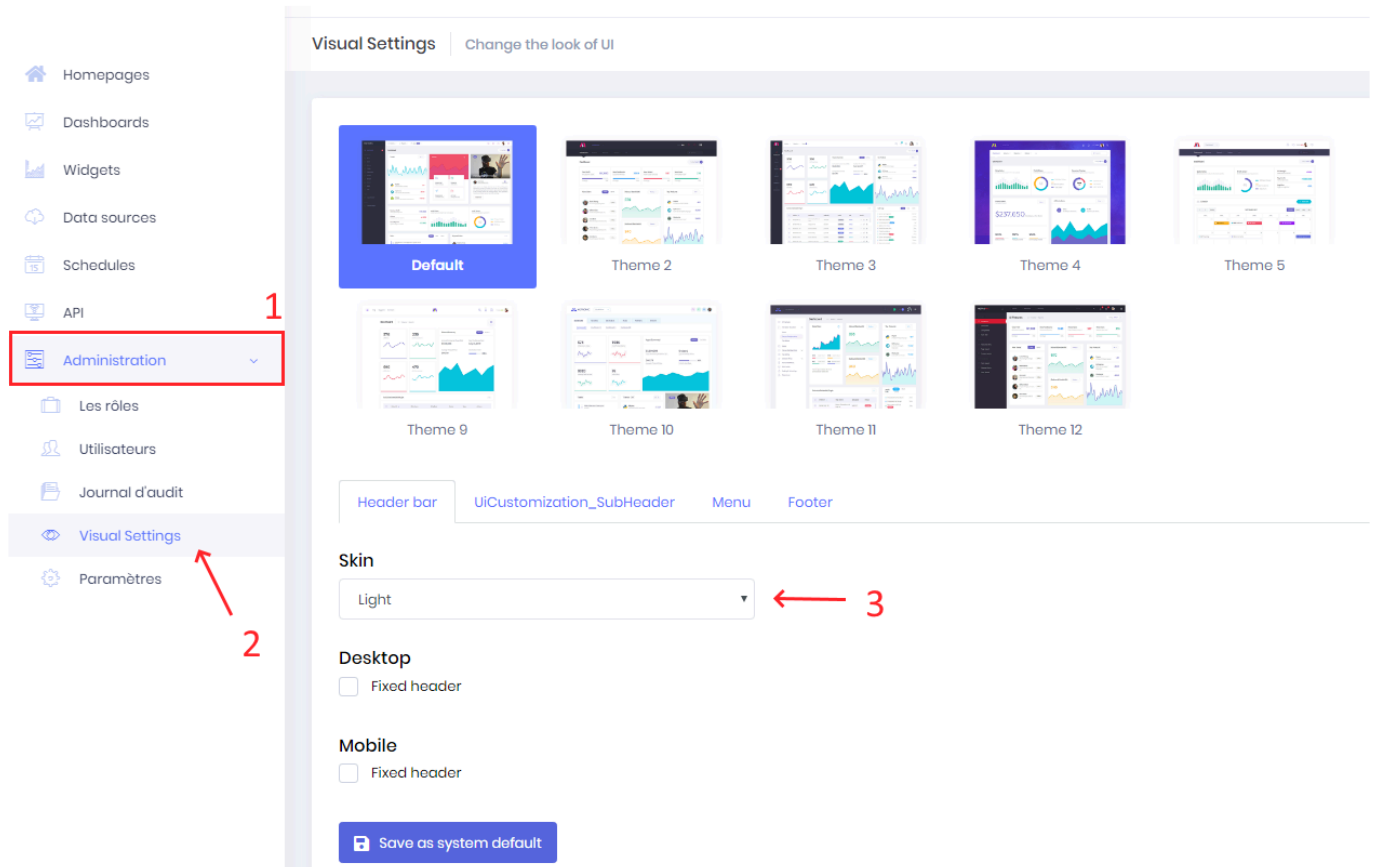 Visual Settings
Change the look of UI
Homepages
Dashboards
Widgets
Data sources
15
Schedules
API
1
Administration
Les rôles
Utilisateurs
Journal d'audit
Visual Settings
Paramètres
2
Default
Theme 2
Theme 3
$237,650
Theme 4
Theme 5
Theme 9
Theme 10
Theme 11
Theme 12
Header bar
UiCustomization_SubHeader
Menu
Footer
Skin
Light
3
Desktop
Fixed header
Mobile
Fixed header
Save as system default